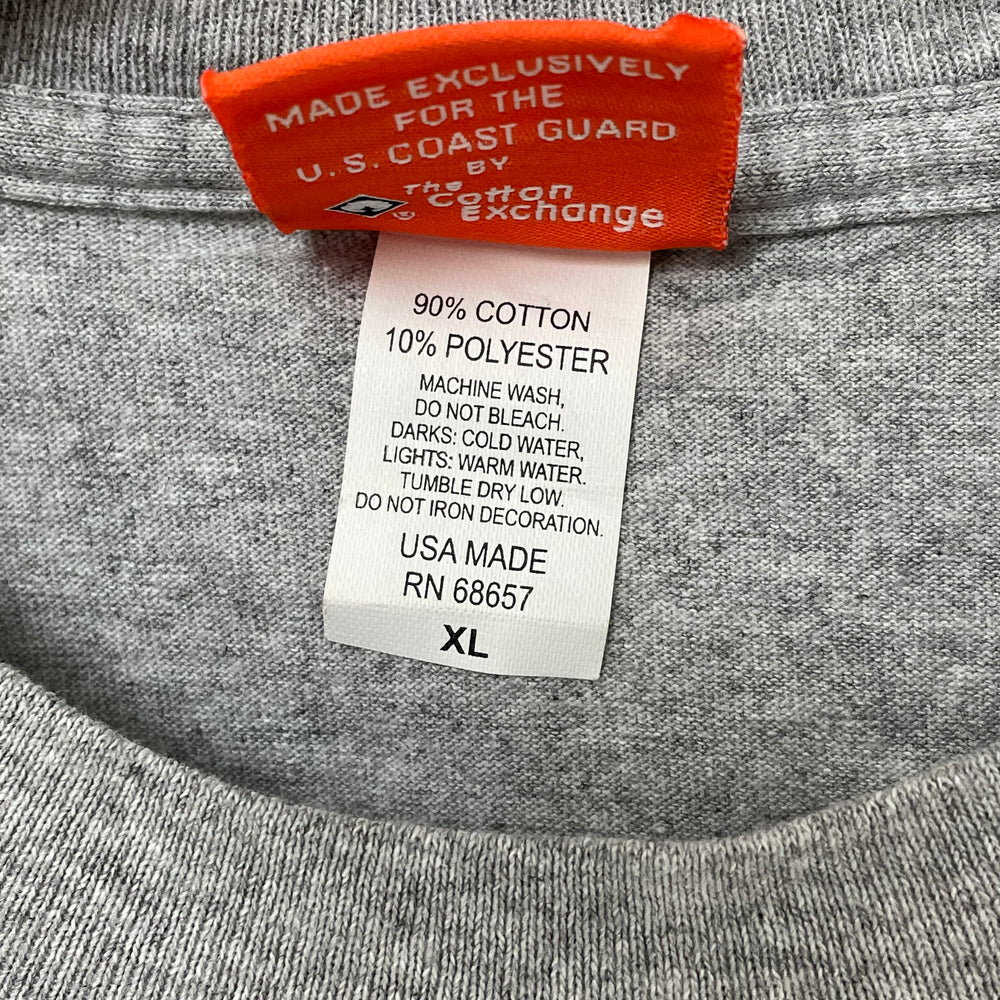 MADE EXCLUSIVELY
FOR THE
U.S. COAST GUARD
BY
The
Cotton
Exchange
®
90% COTTON
10% POLYESTER
MACHINE WASH,
DO NOT BLEACH.
DARKS: COLD WATER,
LIGHTS: WARM WATER.
TUMBLE DRY LOW.
DO NOT IRON DECORATION.
USA MADE
RN 68657
XL